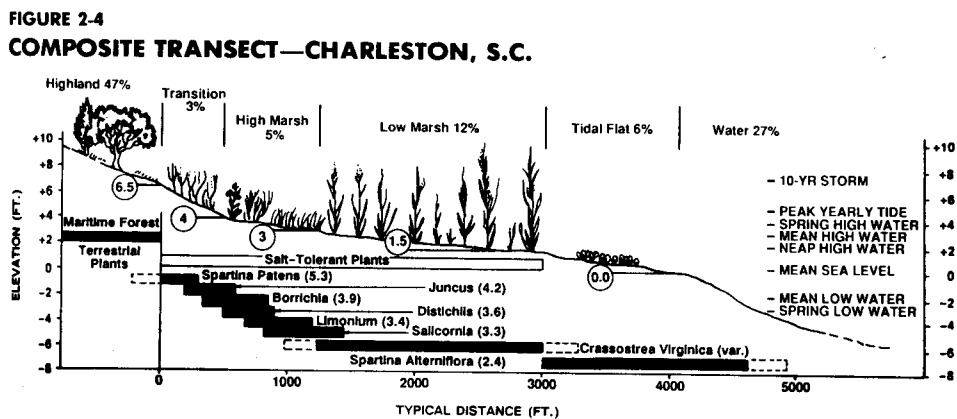 FIGURE 2-4
COMPOSITE TRANSECT—CHARLESTON, S.C.
Highland 47%
Transition
3%
High Marsh
5%
Low Marsh 12%
Tidal Flat 6%
Water 27%
+10
+8
+6
+4
+2
0
-2
-4
-6
-8
ELEVATION (FT.)
6.5
4
3
1.5
0.0
Maritime Forest
Terrestrial
Plants
Salt-Tolerant Plants
Spartina Patens (5.3)
Juncus (4.2)
Borrichia (3.9)
Distichlis (3.6)
Limonium (3.4)
Salicornia (3.3)
Spartina Alterniflora (2.4)
Crassostrea Virginica (var.)
10-YR STORM
PEAK YEARLY TIDE
SPRING HIGH WATER
MEAN HIGH WATER
NEAP HIGH WATER
MEAN SEA LEVEL
MEAN LOW WATER
SPRING LOW WATER
+10
+8
+6
+4
+2
0
-2
-4
-6
-8
0
1000
2000
3000
4000
5000
TYPICAL DISTANCE (FT.)